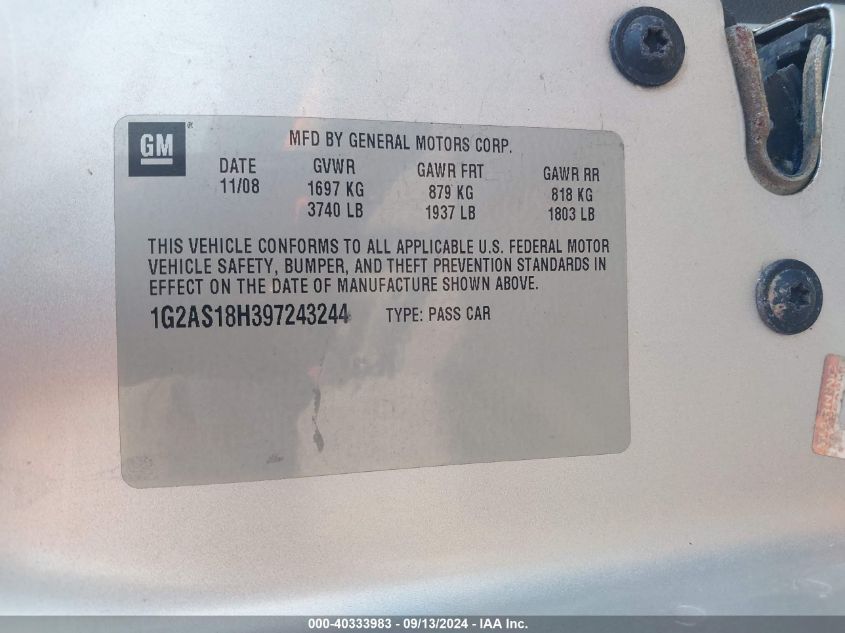 GM
MFD BY GENERAL MOTORS CORP.
DATE GVWR GAWR FRT GAWR RR
11/08 1697 KG 879 KG 818 KG
3740 LB 1937 LB 1803 LB
THIS VEHICLE CONFORMS TO ALL APPLICABLE U.S. FEDERAL MOTOR
VEHICLE SAFETY, BUMPER, AND THEFT PREVENTION STANDARDS IN
EFFECT ON THE DATE OF MANUFACTURE SHOWN ABOVE.
1G2AS18H397243244 TYPE: PASS CAR
000-40333983 - 09/13/2024 - IAA Inc.